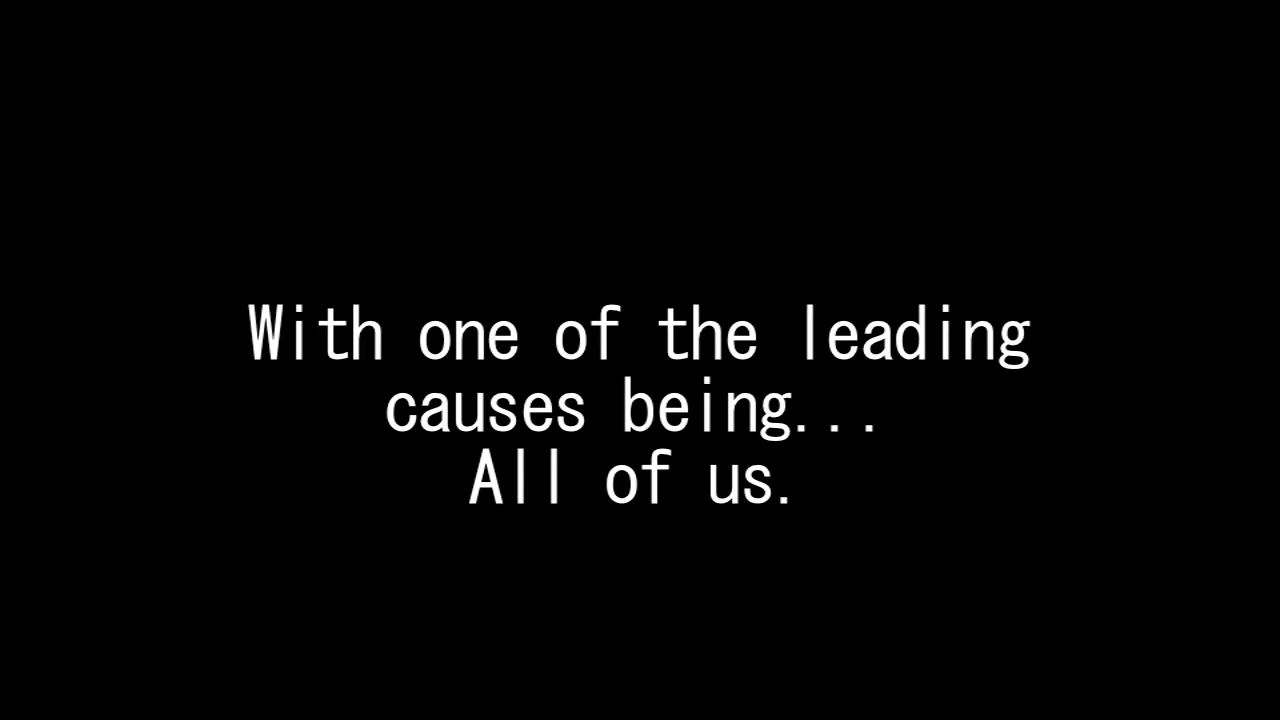 With one of the leading
causes being...
All of us.